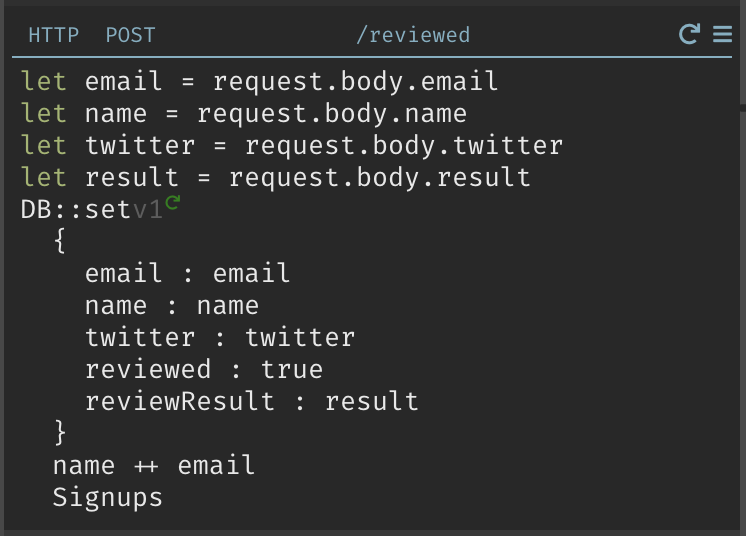 HTTP POST /reviewed
let email = request.body.email
let name = request.body.name
let twitter = request.body.twitter
let result = request.body.result
DB::setv1
{
email : email
name : name
twitter : twitter
reviewed : true
reviewResult : result
}
name ++ email
Signups